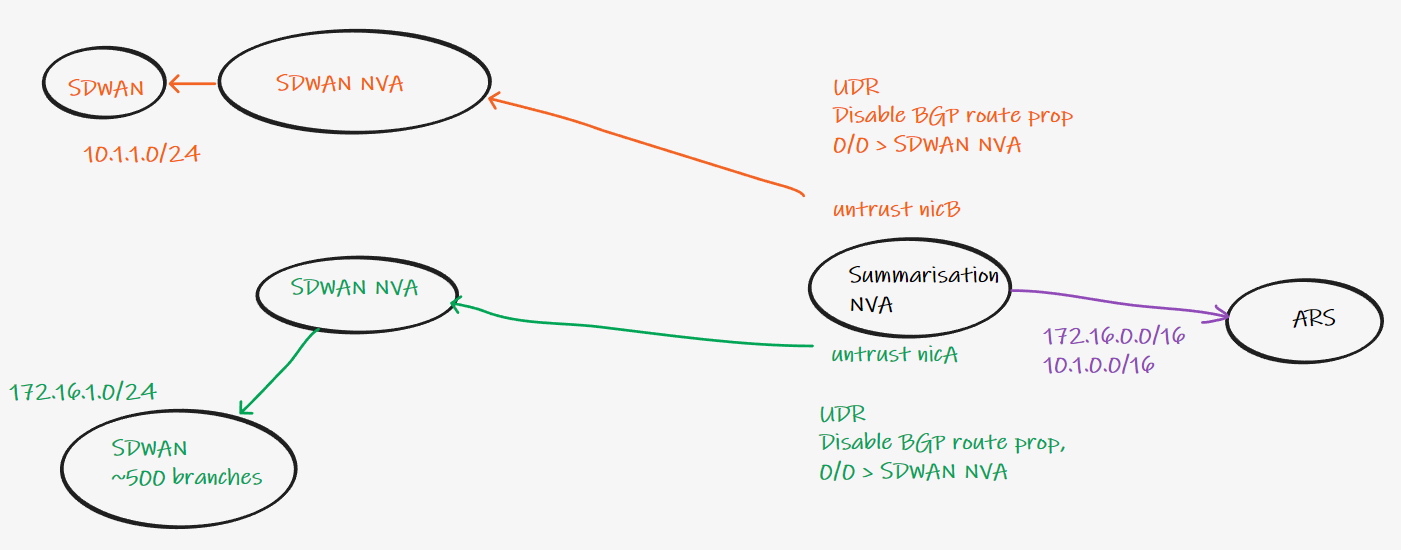 SDWAN
SDWAN NVA
10.1.1.0/24
UDR
Disable BGP route prop
0/0 > SDWAN NVA
untrust nicB
SDWAN NVA
Summarisation
NVA
ARS
172.16.0.0/16
10.1.0.0/16
untrust nicA
172.16.1.0/24
SDWAN
~500 branches
UDR
Disable BGP route prop,
0/0 > SDWAN NVA